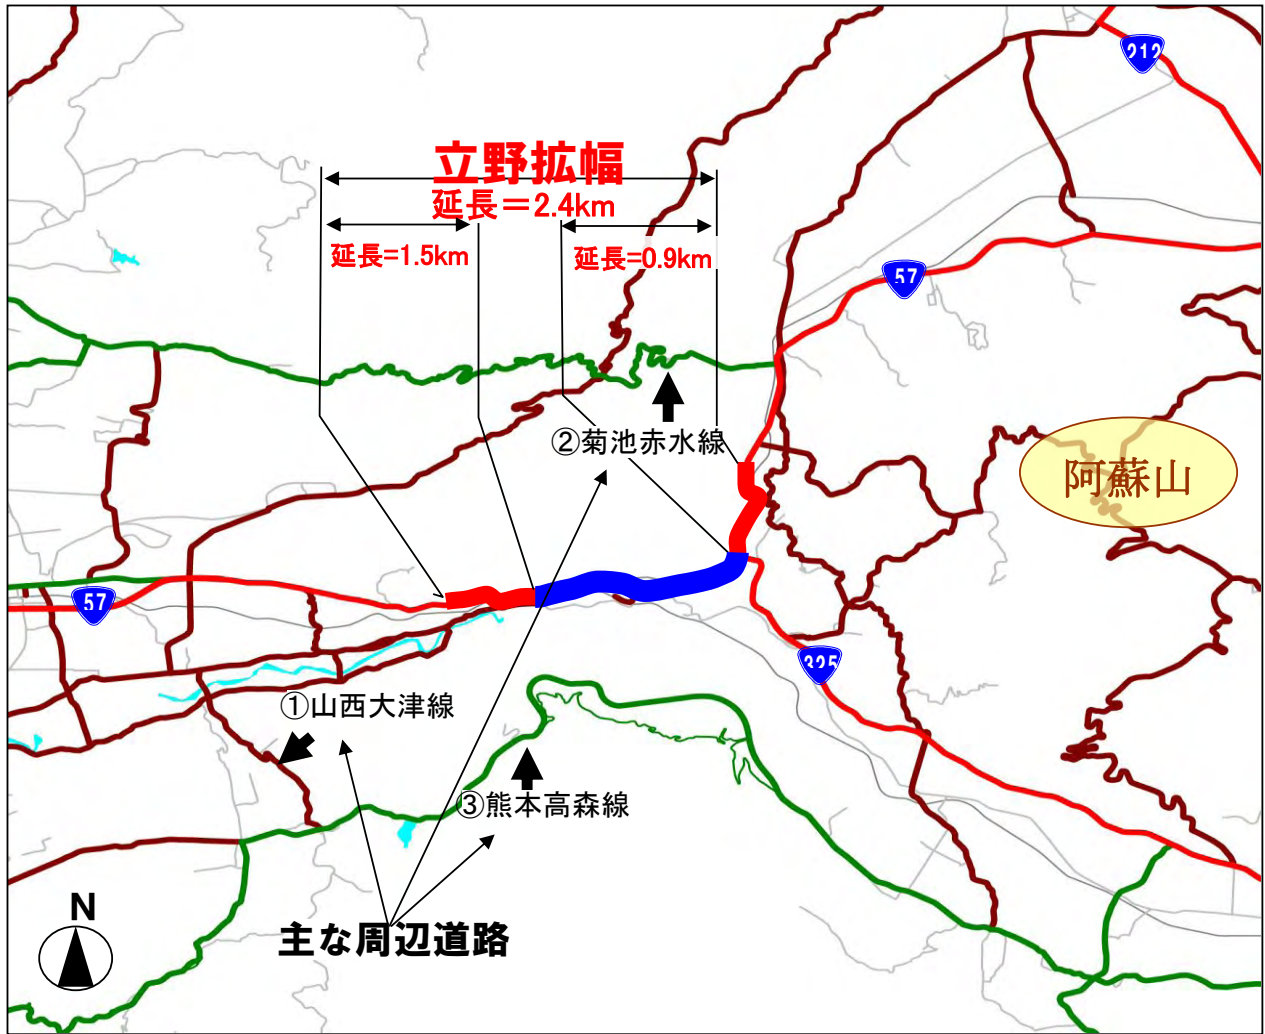 212
立野拡幅
延長＝2.4km
延長=1.5km
延長=0.9km
57
②菊池赤水線
阿蘇山
57
325
①山西大津線
③熊本高森線
N
主な周辺道路